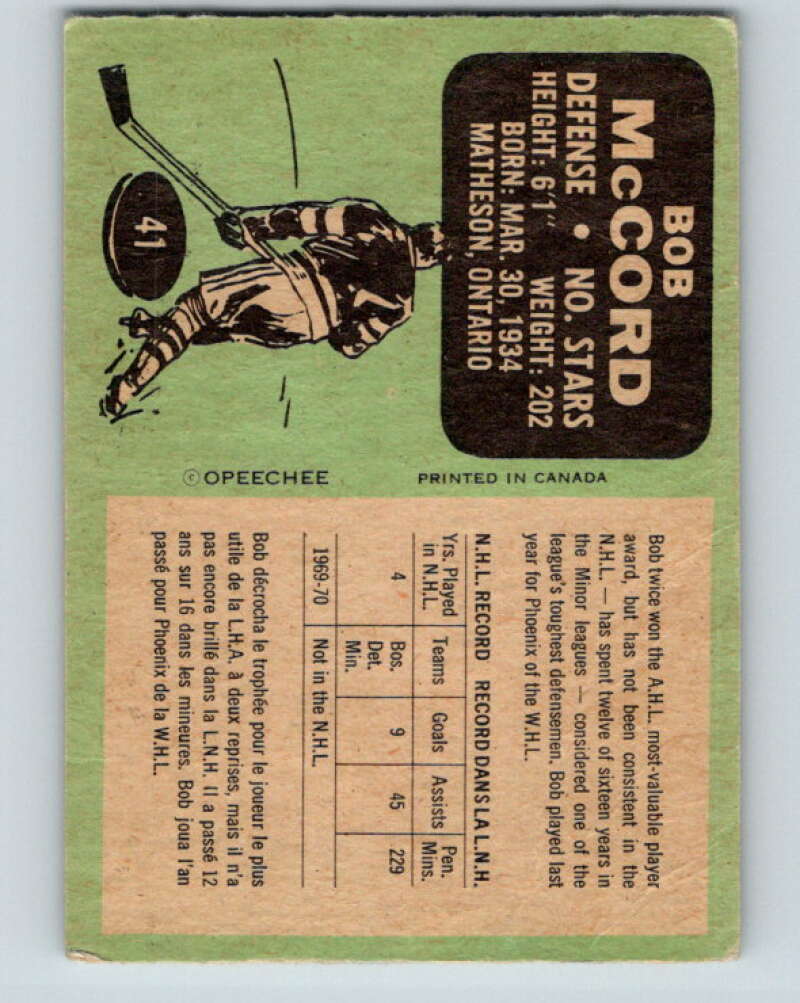 BOB
McCORD
DEFENSE • NO. STARS
HEIGHT: 6'1" WEIGHT: 202
BORN: MAR. 30, 1934
MATHESON, ONTARIO
41
© OPEECHEE
PRINTED IN CANADA
Bob twice won the A.H.L. most-valuable player
award, but has not been consistent in the
N.H.L. — has spent twelve of sixteen years in
the Minor leagues — considered one of the
league's toughest defensemen. Bob played last
year for Phoenix of the W.H.L.
N.H.L. RECORD RECORD DANS LA L.N.H.
Yrs. Played in N.H.L. Teams Goals Assists Pen. Mins.
4 Bos. Det. Min. 9 45 229
1969-70 Not in the N.H.L.
Bob décrocha le trophée pour le joueur le plus
utile de la L.H.A. à deux reprises, mais il n'a
pas encore brillé dans la L.N.H. Il a passé 12
ans sur 16 dans les mineures. Bob joua l'an
passé pour Phoenix de la W.H.L.